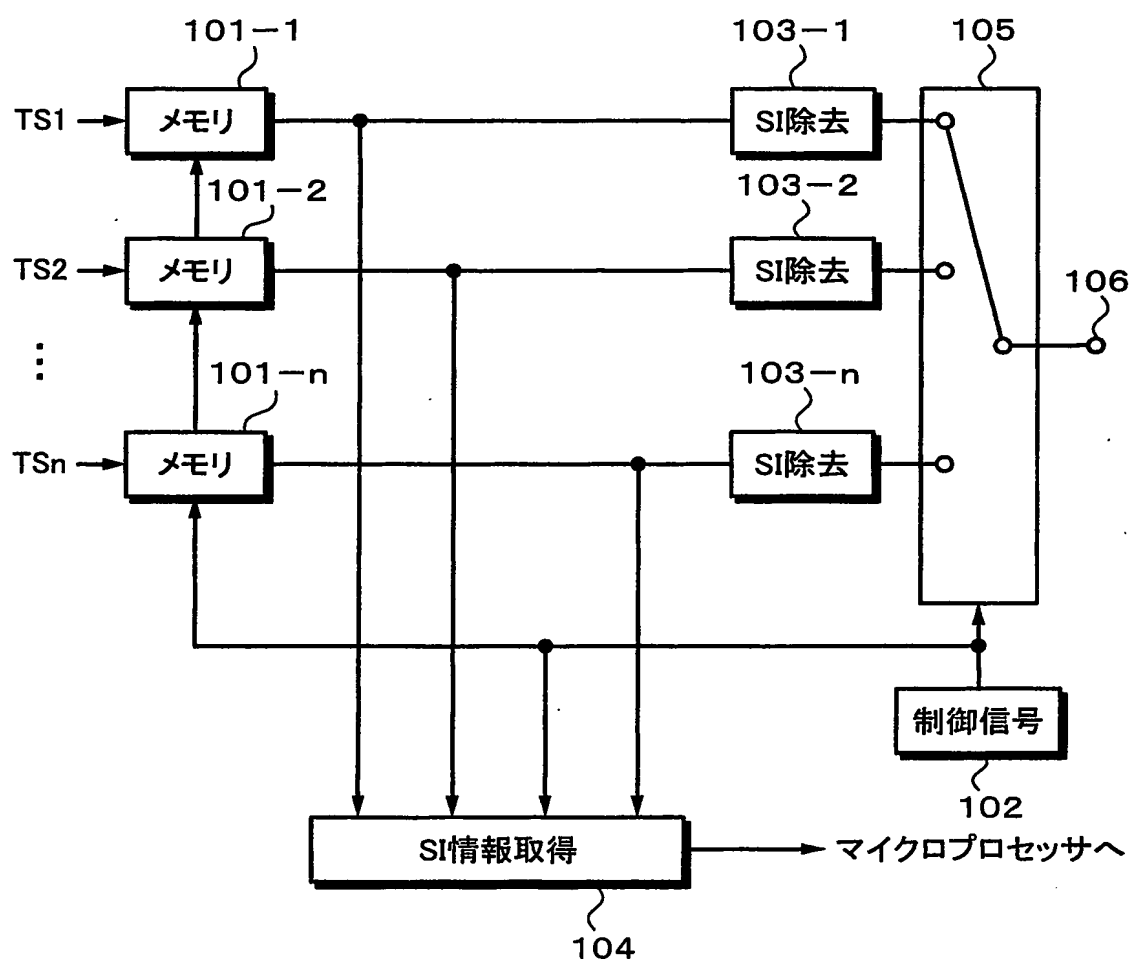 101-1
103-1
105
TS1
メモリ
SI除去
101-2
103-2
TS2
メモリ
SI除去
106
⋮
101-n
103-n
TSn
メモリ
SI除去
制御信号
102
SI情報取得
マイクロプロセッサへ
104